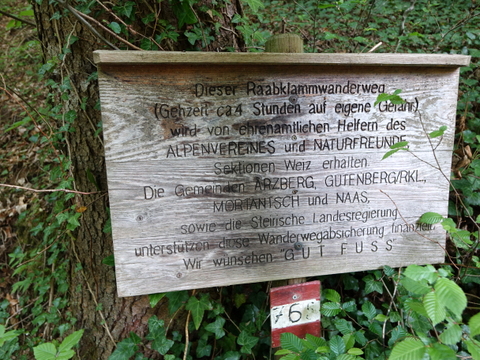 Dieser Raabklammwanderweg
(Gehzeit ca.4 Stunden auf eigene Gefahr)
wird von ehrenamtlichen Helfern des
ALPENVEREINES und NATURFREUNDE
Sektionen Weiz erhalten.
Die Gemeinden ARZBERG, GUTENBERG/RKL.,
MORTANTSCH und NAAS,
sowie die Steirische Landesregierung
unterstützen diese Wanderwegabsicherung finanziell.
Wir wünschen "GUT FUSS"
76